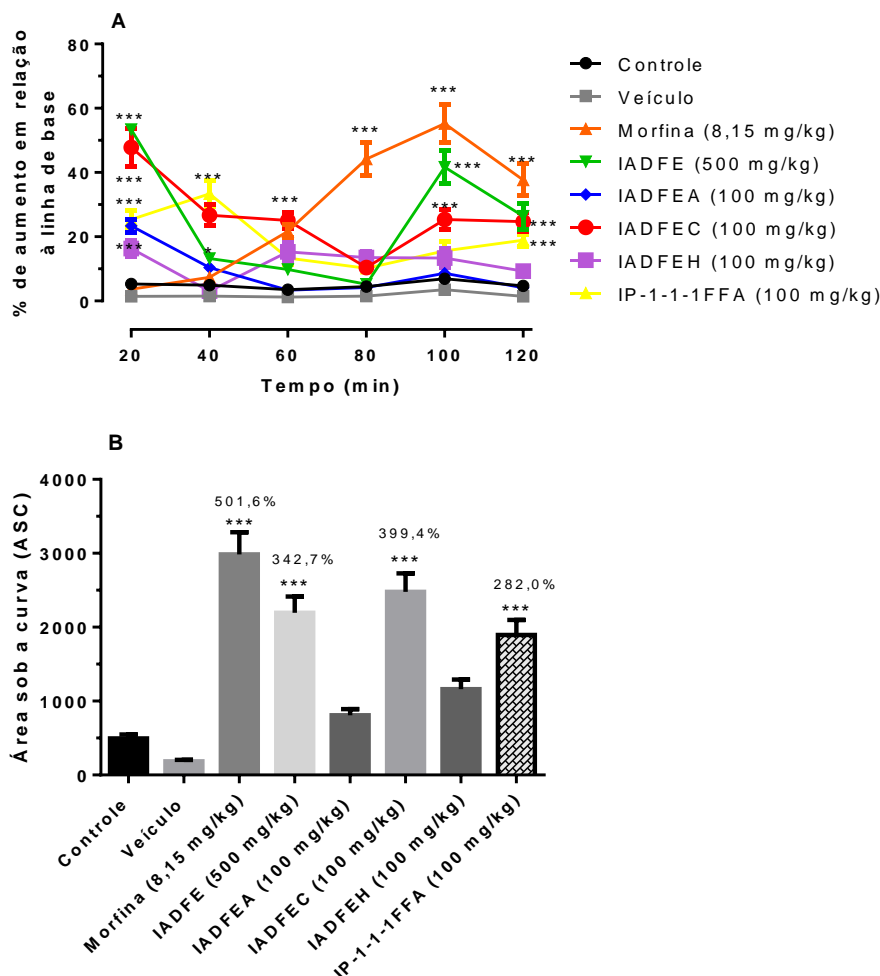 A
% de aumento em relação
à linha de base
80
60
40
20
0
***
***
***
***
***
***
*
***
***
***
***
***
***
***
20 40 60 80 100 120
Tempo (min)
Controle
Veículo
Morfina (8,15 mg/kg)
IADFE (500 mg/kg)
IADFEA (100 mg/kg)
IADFEC (100 mg/kg)
IADFEH (100 mg/kg)
IP-1-1-1FFA (100 mg/kg)
B
Área sob a curva (ASC)
4000
3000
2000
1000
0
501,6%
***
342,7%
***
399,4%
***
282,0%
***
Controle
Veículo
Morfina (8,15 mg/kg)
IADFE (500 mg/kg)
IADFEA (100 mg/kg)
IADFEC (100 mg/kg)
IADFEH (100 mg/kg)
IP-1-1-1FFA (100 mg/kg)